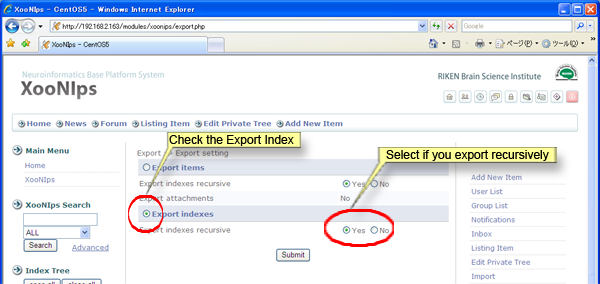 XooNIps - CentOS5 - Windows Internet Explorer
http://192.168.2.163/modules/xoonips/export.php
Google
XooNIps - CentOS5
ページ(P)
ツール(O)
Neuroinformatics Base Platform System
XooNIps
RIKEN Brain Science Institute
Home
News
Forum
Listing Item
Edit Private Tree
Add New Item
Check the Export Index
Select if you export recursively
Main Menu
Home
XooNIps
XooNIps Search
ALL
Search
Advanced
Index Tree
Export
Export setting
Export items
Export indexes recursive
Yes
No
Export attachments
No
Export indexes
Export indexes recursive
Yes
No
Submit
Add New Item
User List
Group List
Notifications
Inbox
Listing Item
Edit Private Tree
Import